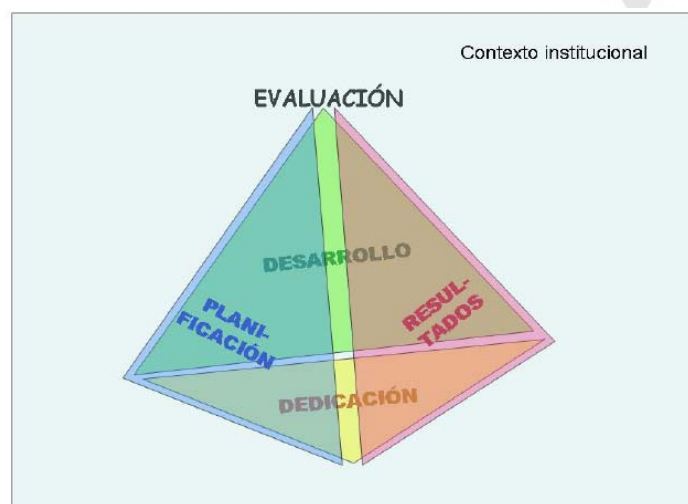 Contexto institucional
EVALUACIÓN
DESARROLLO
PLANI-
FICACIÓN
RESUL-
TADOS
DEDICACIÓN